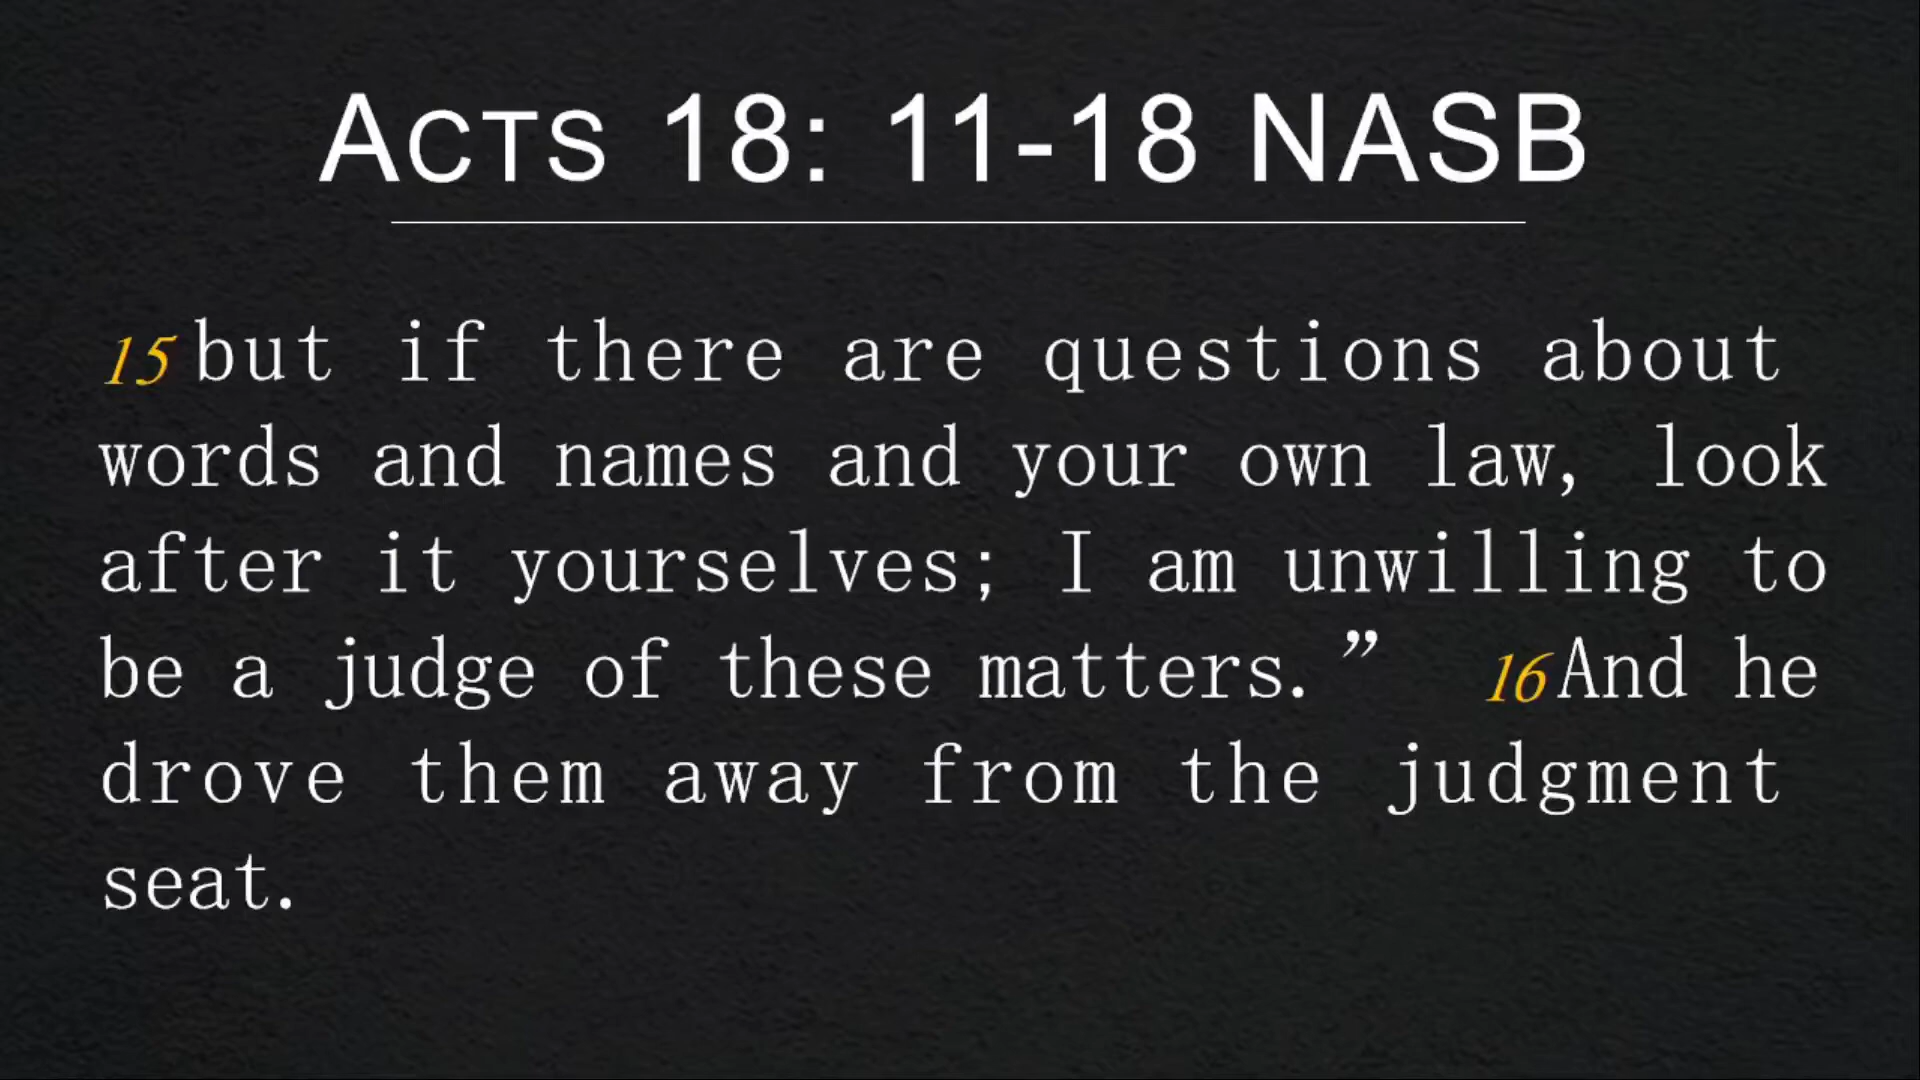 ACTS 18: 11-18 NASB
15 but if there are questions about
words and names and your own law, look
after it yourselves; I am unwilling to
be a judge of these matters.” 16 And he
drove them away from the judgment
seat.